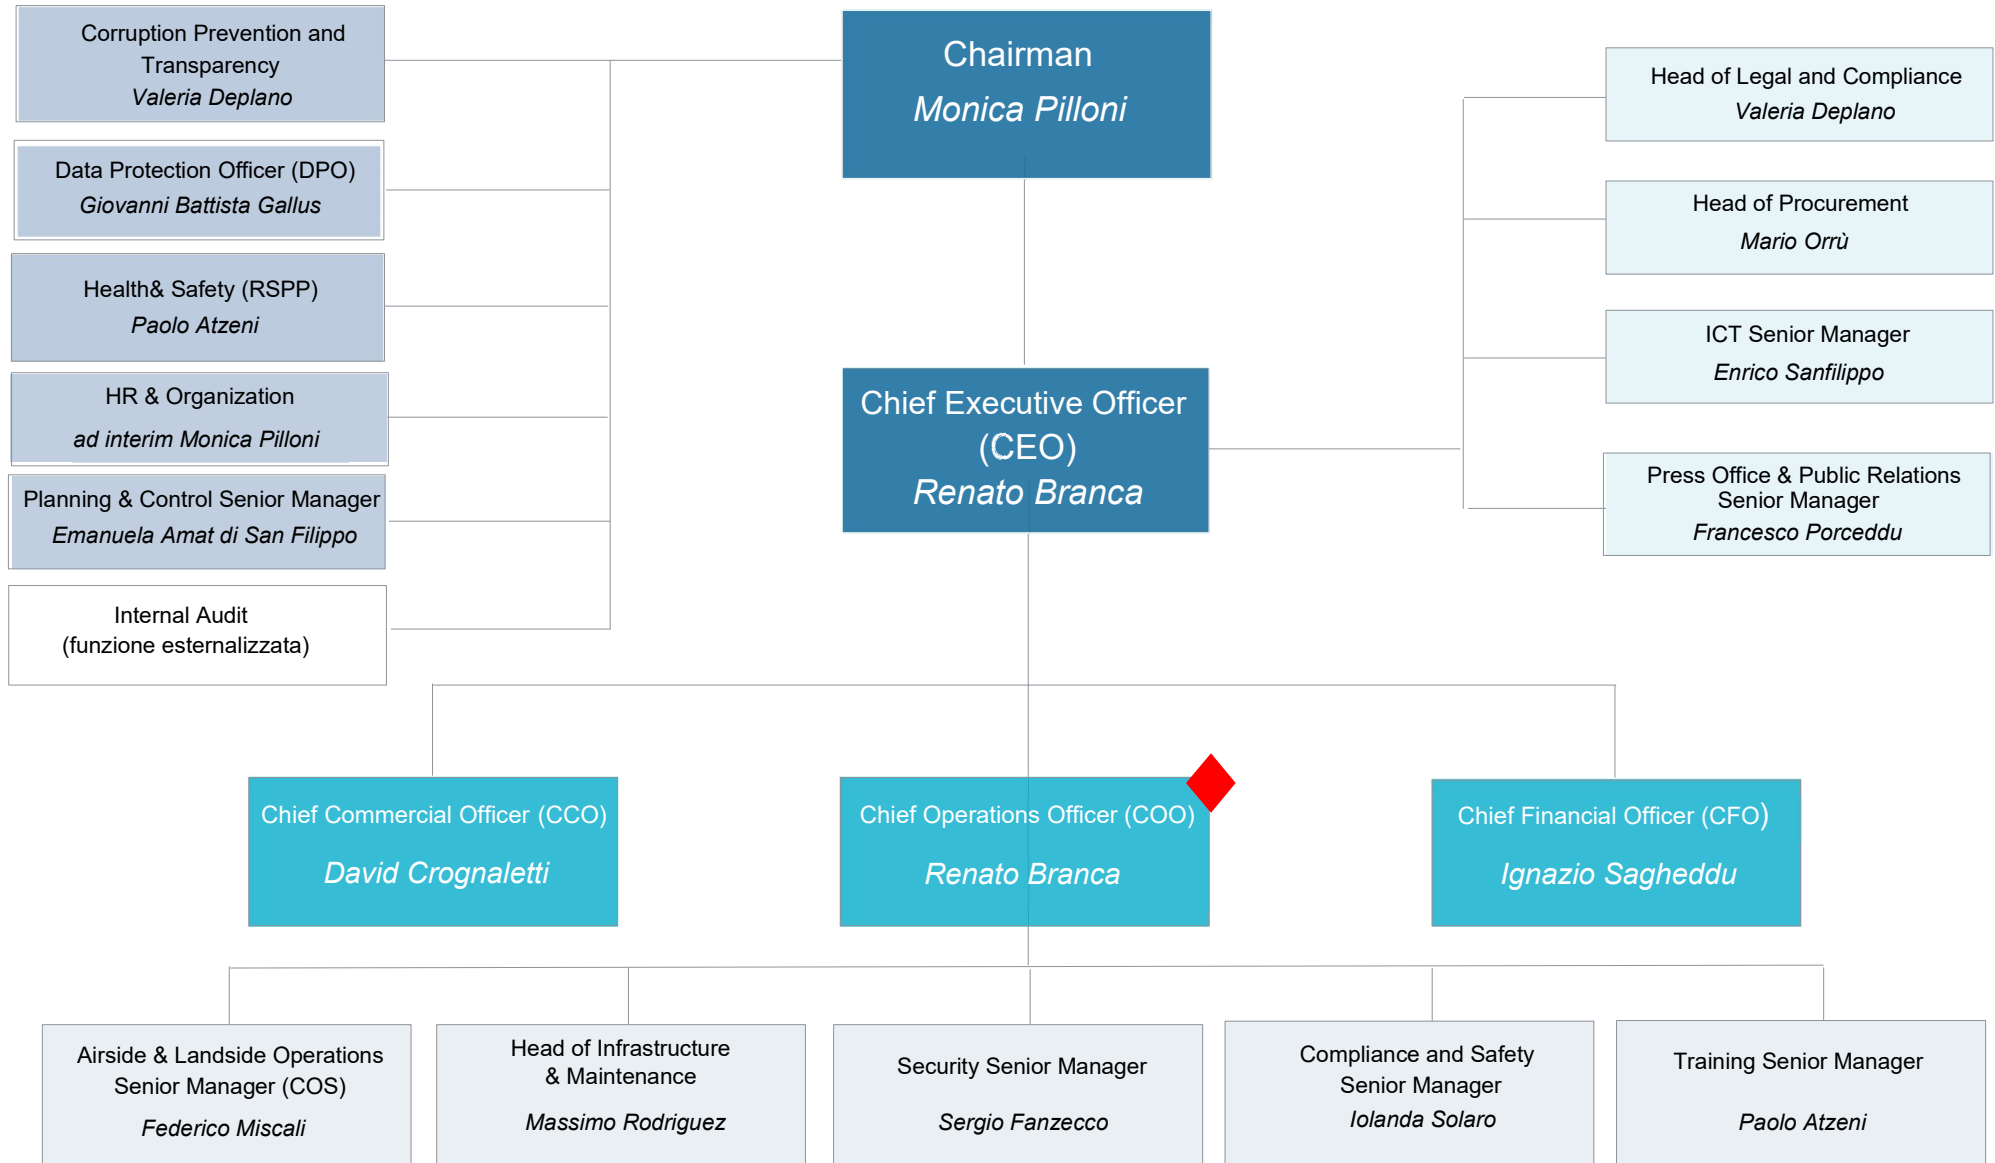 Corruption Prevention and
Transparency
Valeria Deplano
Data Protection Officer (DPO)
Giovanni Battista Gallus
Health& Safety (RSPP)
Paolo Atzeni
HR & Organization
ad interim Monica Pilloni
Planning & Control Senior Manager
Emanuela Amat di San Filippo
Internal Audit
(funzione esternalizzata)
Chairman
Monica Pilloni
Chief Executive Officer
(CEO)
Renato Branca
Head of Legal and Compliance
Valeria Deplano
Head of Procurement
Mario Orrù
ICT Senior Manager
Enrico Sanfilippo
Press Office & Public Relations
Senior Manager
Francesco Porceddu
Chief Commercial Officer (CCO)
David Crognaletti
Chief Operations Officer (COO)
Renato Branca
Chief Financial Officer (CFO)
Ignazio Sagheddu
Airside & Landside Operations
Senior Manager (COS)
Federico Miscali
Head of Infrastructure
& Maintenance
Massimo Rodriguez
Security Senior Manager
Sergio Fanzecco
Compliance and Safety
Senior Manager
Iolanda Solaro
Training Senior Manager
Paolo Atzeni